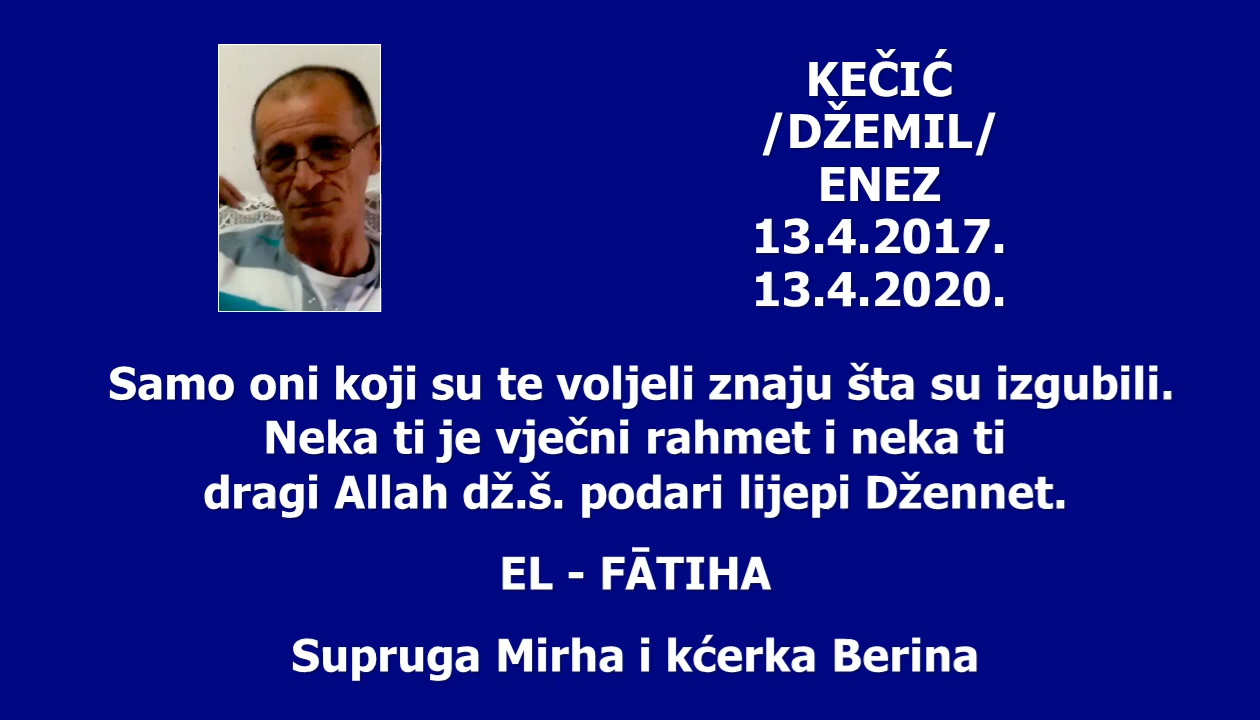 KEČIĆ
/DŽEMIL/
ENEZ
13.4.2017.
13.4.2020.
Samo oni koji su te voljeli znaju šta su izgubili.
Neka ti je vječni rahmet i neka ti
dragi Allah dž.š. podari lijepi Džennet.
EL - FĀTIHA
Supruga Mirha i kćerka Berina